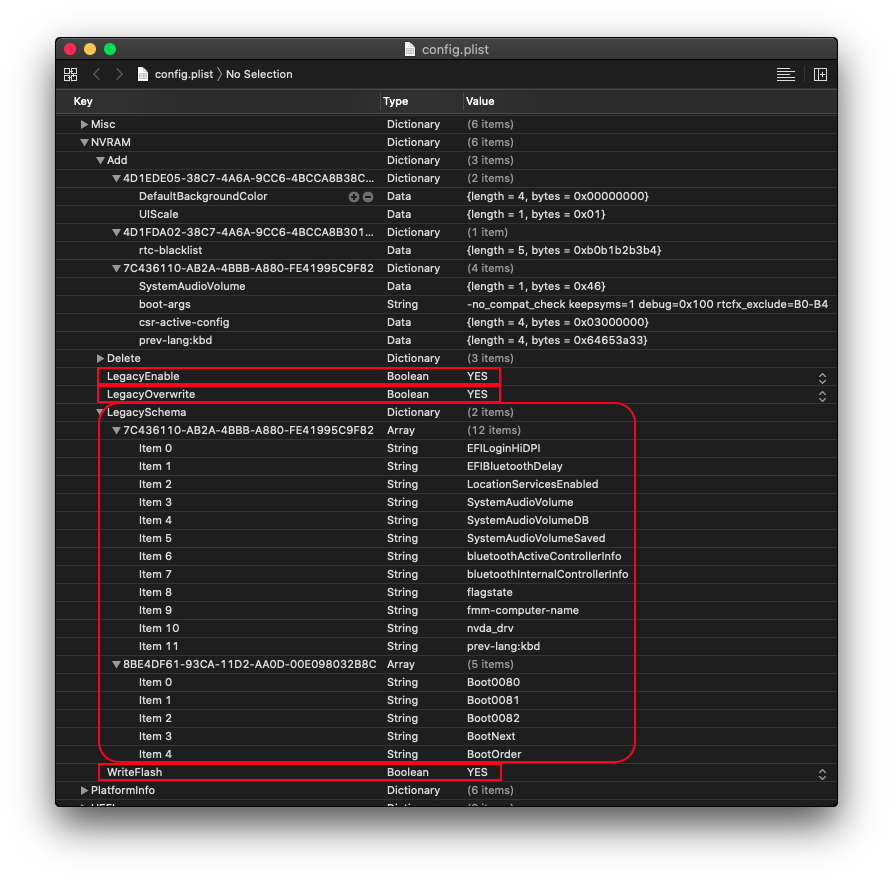 config.plist
config.plist › No Selection
Key Type Value
Misc Dictionary (6 items)
NVRAM Dictionary (6 items)
Add Dictionary (3 items)
4D1EDE05-38C7-4A6A-9CC6-4BCCA8B38C... Dictionary (2 items)
DefaultBackgroundColor Data {length = 4, bytes = 0x00000000}
UIScale Data {length = 1, bytes = 0x01}
4D1FDA02-38C7-4A6A-9CC6-4BCCA8B301... Dictionary (1 item)
rtc-blacklist Data {length = 5, bytes = 0xb0b1b2b3b4}
7C436110-AB2A-4BBB-A880-FE41995C9F82 Dictionary (4 items)
SystemAudioVolume Data {length = 1, bytes = 0x46}
boot-args String -no_compat_check keepsyms=1 debug=0x100 rtcfx_exclude=B0-B4
csr-active-config Data {length = 4, bytes = 0x03000000}
prev-lang:kbd Data {length = 4, bytes = 0x64653a33}
Delete Dictionary (3 items)
LegacyEnable Boolean YES
LegacyOverwrite Boolean YES
LegacySchema Dictionary (2 items)
7C436110-AB2A-4BBB-A880-FE41995C9F82 Array (12 items)
Item 0 String EFILoginHiDPI
Item 1 String EFIBluetoothDelay
Item 2 String LocationServicesEnabled
Item 3 String SystemAudioVolume
Item 4 String SystemAudioVolumeDB
Item 5 String SystemAudioVolumeSaved
Item 6 String bluetoothActiveControllerInfo
Item 7 String bluetoothInternalControllerInfo
Item 8 String flagstate
Item 9 String fmm-computer-name
Item 10 String nvda_drv
Item 11 String prev-lang:kbd
8BE4DF61-93CA-11D2-AA0D-00E098032B8C Array (5 items)
Item 0 String Boot0080
Item 1 String Boot0081
Item 2 String Boot0082
Item 3 String BootNext
Item 4 String BootOrder
WriteFlash Boolean YES
PlatformInfo Dictionary (6 items)